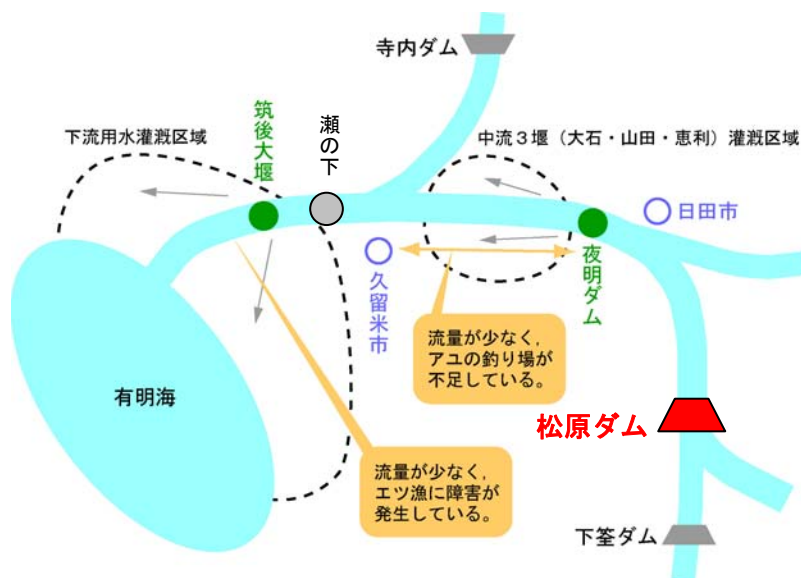 寺内ダム
下流用水灌漑区域
筑後大堰
瀬の下
中流3堰(大石・山田・恵利)灌漑区域
日田市
久留米市
夜明ダム
流量が少なく,
アユの釣り場が
不足している。
有明海
松原ダム
流量が少なく,
エツ漁に障害が
発生している。
下筌ダム